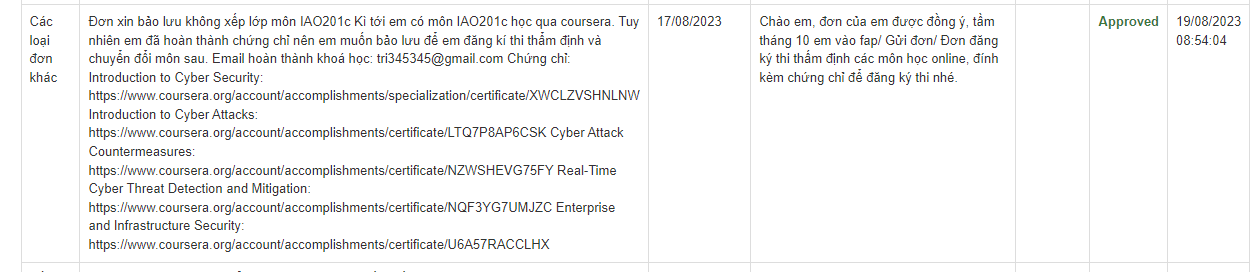 Các
loại
đơn
khác
Đơn xin bảo lưu không xếp lớp môn IAO201c Kì tới em có môn IAO201c học qua coursera. Tuy
nhiên em đã hoàn thành chứng chỉ nên em muốn bảo lưu để em đăng kí thi thẩm định và
chuyển đổi môn sau. Email hoàn thành khoá học: tri345345@gmail.com Chứng chỉ:
Introduction to Cyber Security:
https://www.coursera.org/account/accomplishments/specialization/certificate/XWCLZVSHNLNW
Introduction to Cyber Attacks:
https://www.coursera.org/account/accomplishments/certificate/LTQ7P8AP6CSK Cyber Attack
Countermeasures:
https://www.coursera.org/account/accomplishments/certificate/NZWSHEVG75FY Real-Time
Cyber Threat Detection and Mitigation:
https://www.coursera.org/account/accomplishments/certificate/NQF3YG7UMJZC Enterprise
and Infrastructure Security:
https://www.coursera.org/account/accomplishments/certificate/U6A57RACCLHX
17/08/2023
Chào em, đơn của em được đồng ý, tầm
tháng 10 em vào fap/ Gửi đơn/ Đơn đăng
ký thi thẩm định các môn học online, đính
kèm chứng chỉ để đăng ký thi nhé.
Approved
19/08/2023
08:54:04